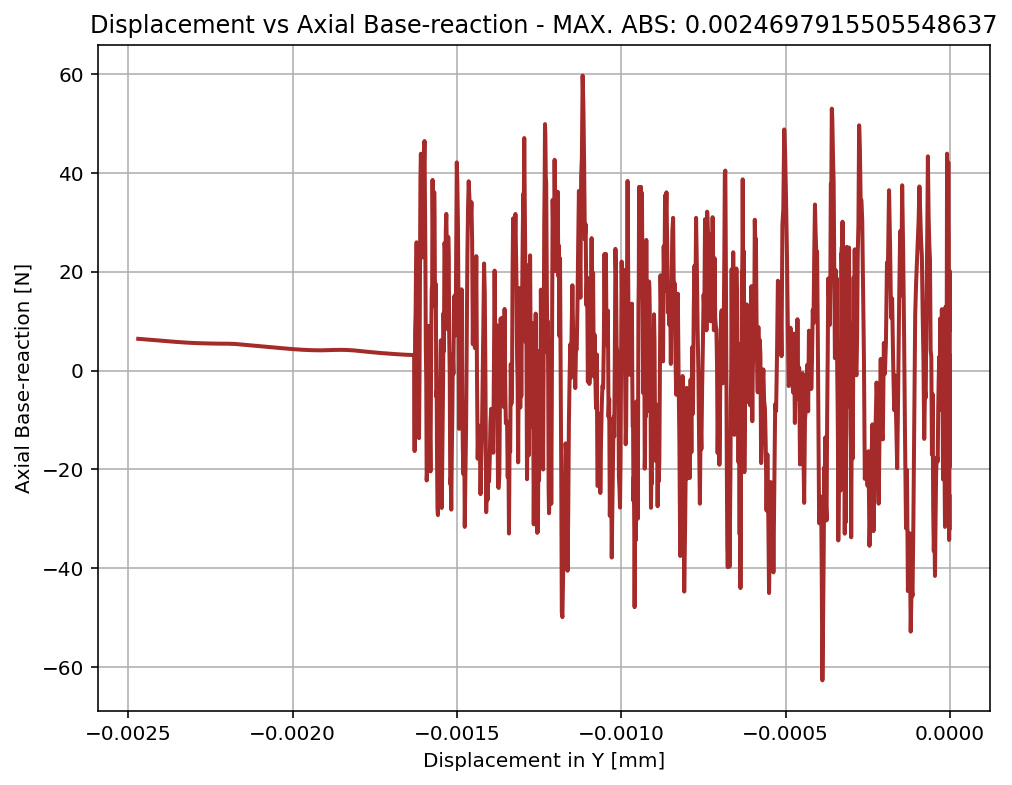 Displacement vs Axial Base-reaction - MAX. ABS: 0.0024697915505548637
60
40
20
0
−20
−40
−60
Axial Base-reaction [N]
−0.0025 −0.0020 −0.0015 −0.0010 −0.0005 0.0000
Displacement in Y [mm]